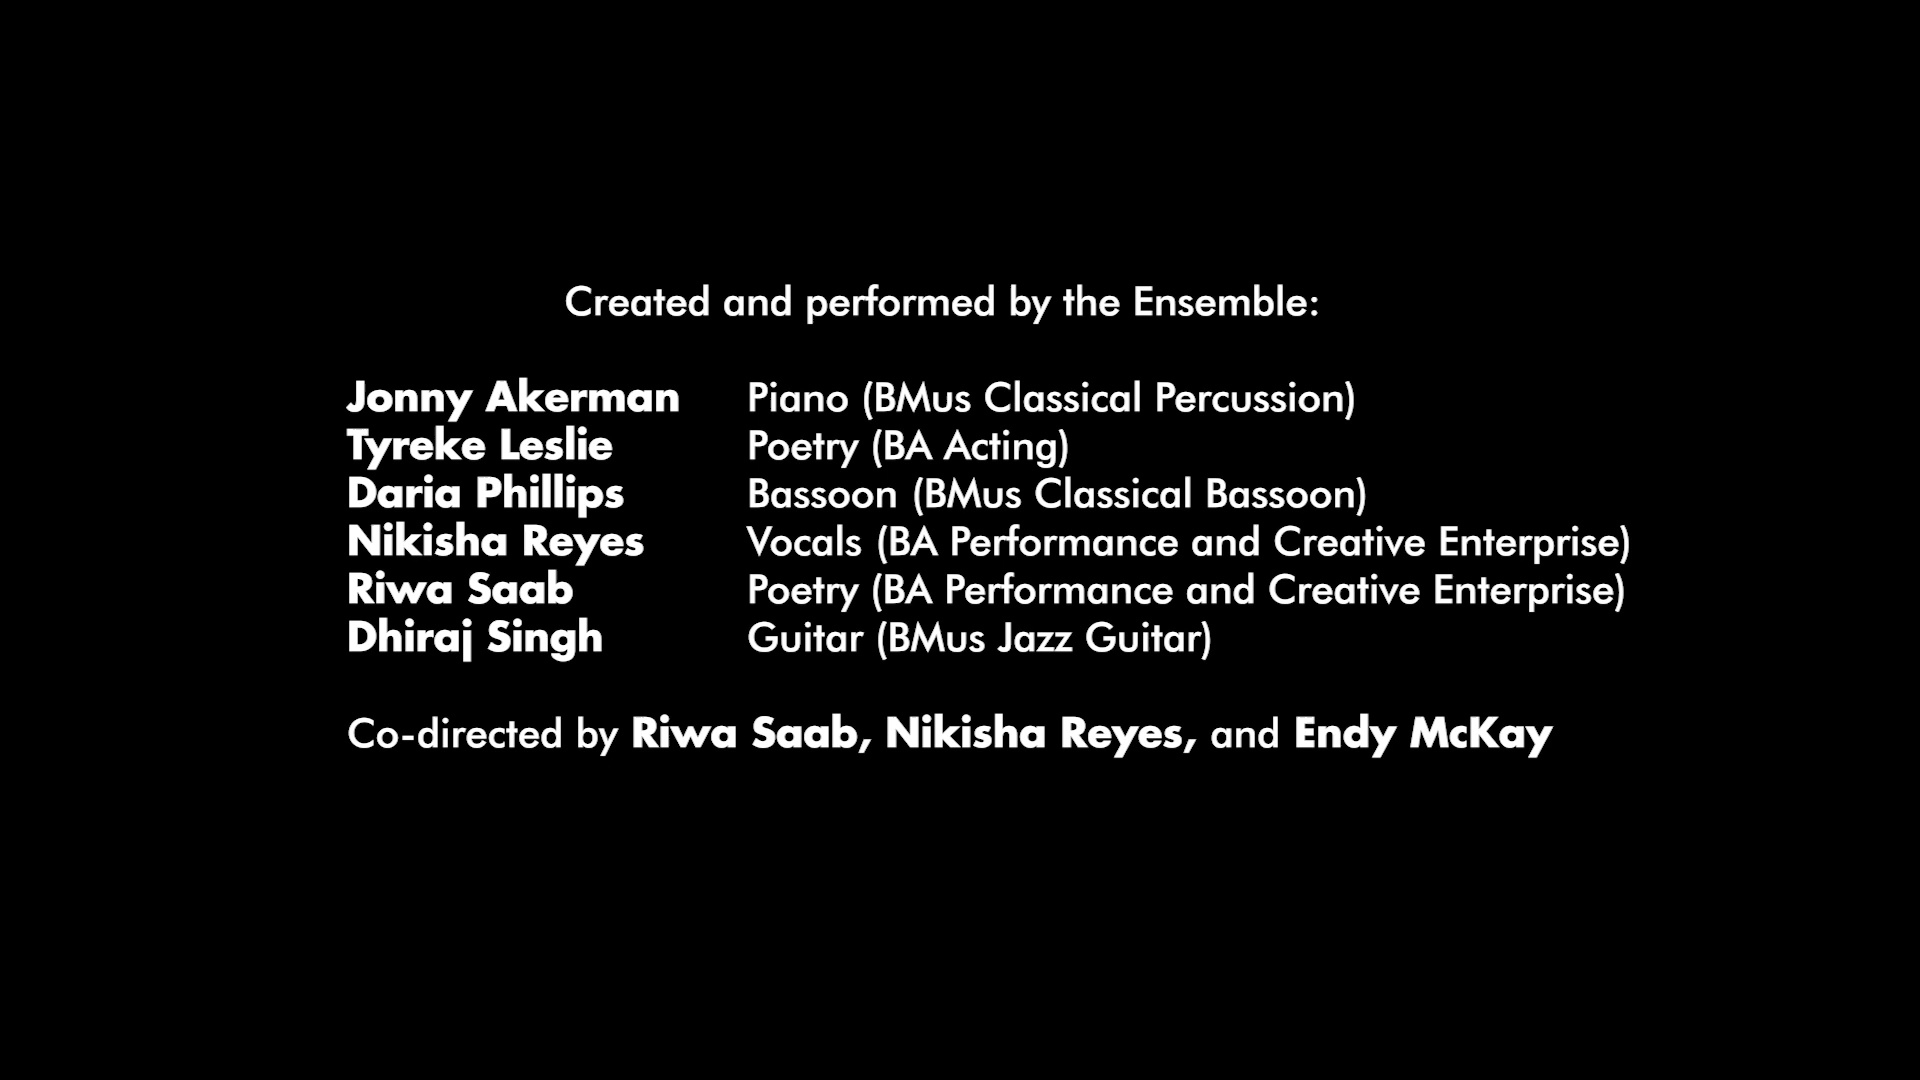 Created and performed by the Ensemble:
Jonny Akerman Piano (BMus Classical Percussion)
Tyreke Leslie Poetry (BA Acting)
Daria Phillips Bassoon (BMus Classical Bassoon)
Nikisha Reyes Vocals (BA Performance and Creative Enterprise)
Riwa Saab Poetry (BA Performance and Creative Enterprise)
Dhiraj Singh Guitar (BMus Jazz Guitar)
Co-directed by Riwa Saab, Nikisha Reyes, and Endy McKay